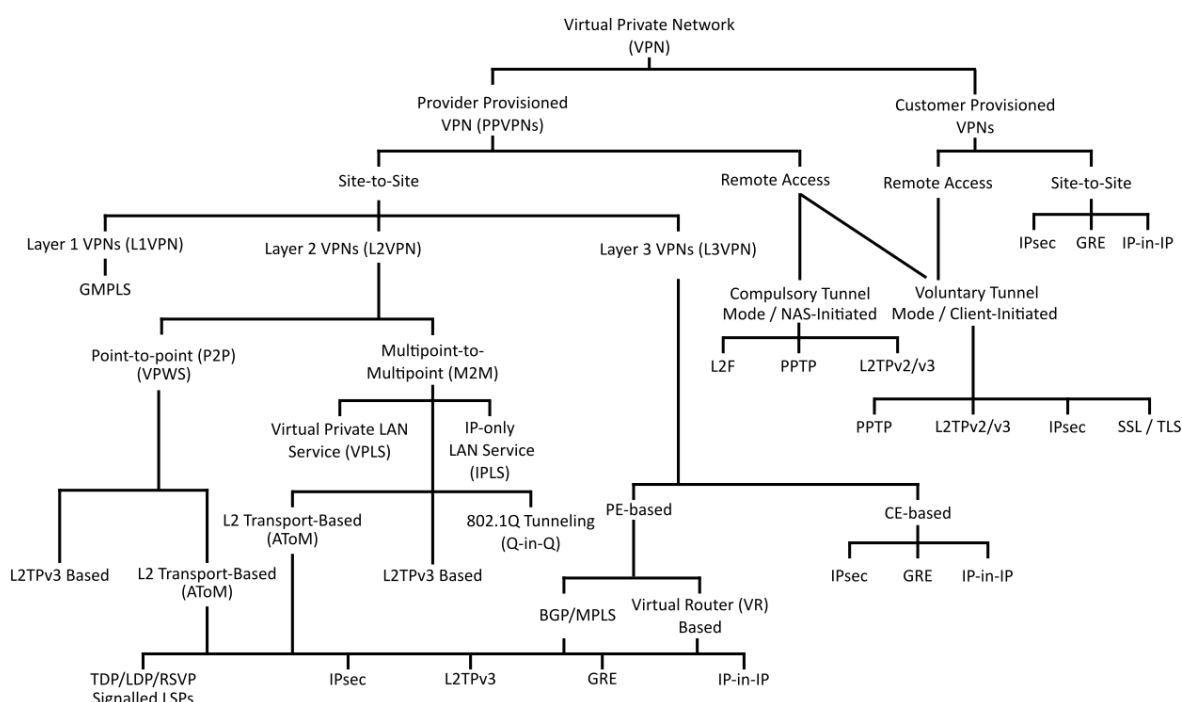 Virtual Private Network
(VPN)
Provider Provisioned
VPN (PPVPNs)
Customer Provisioned
VPNs
Site-to-Site
Remote Access
Remote Access
Site-to-Site
IPsec
GRE
IP-in-IP
Layer 1 VPNs (L1VPN)
Layer 2 VPNs (L2VPN)
Layer 3 VPNs (L3VPN)
GMPLS
Compulsory Tunnel
Mode / NAS-Initiated
Voluntary Tunnel
Mode / Client-Initiated
L2F
PPTP
L2TPv2/v3
Point-to-point (P2P)
(VPWS)
Multipoint-to-
Multipoint (M2M)
PPTP
L2TPv2/v3
IPsec
SSL / TLS
Virtual Private LAN
Service (VPLS)
IP-only
LAN Service
(IPLS)
L2 Transport-Based
(AToM)
802.1Q Tunneling
(Q-in-Q)
PE-based
CE-based
L2TPv3 Based
L2 Transport-Based
(AToM)
L2TPv3 Based
IPsec
GRE
IP-in-IP
BGP/MPLS
Virtual Router (VR)
Based
TDP/LDP/RSVP
Signalled LSPs
IPsec
L2TPv3
GRE
IP-in-IP